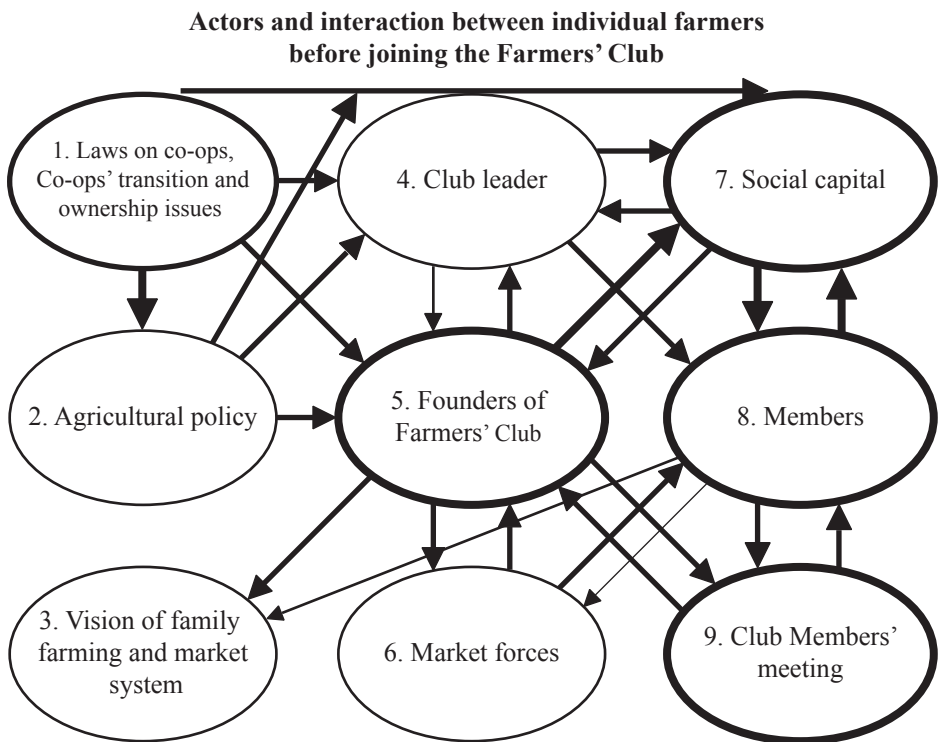 Actors and interaction between individual farmers
before joining the Farmers’ Club
1. Laws on co-ops,
Co-ops’ transition and
ownership issues
4. Club leader
7. Social capital
2. Agricultural policy
5. Founders of
Farmers’ Club
8. Members
3. Vision of family
farming and market
system
6. Market forces
9. Club Members’
meeting